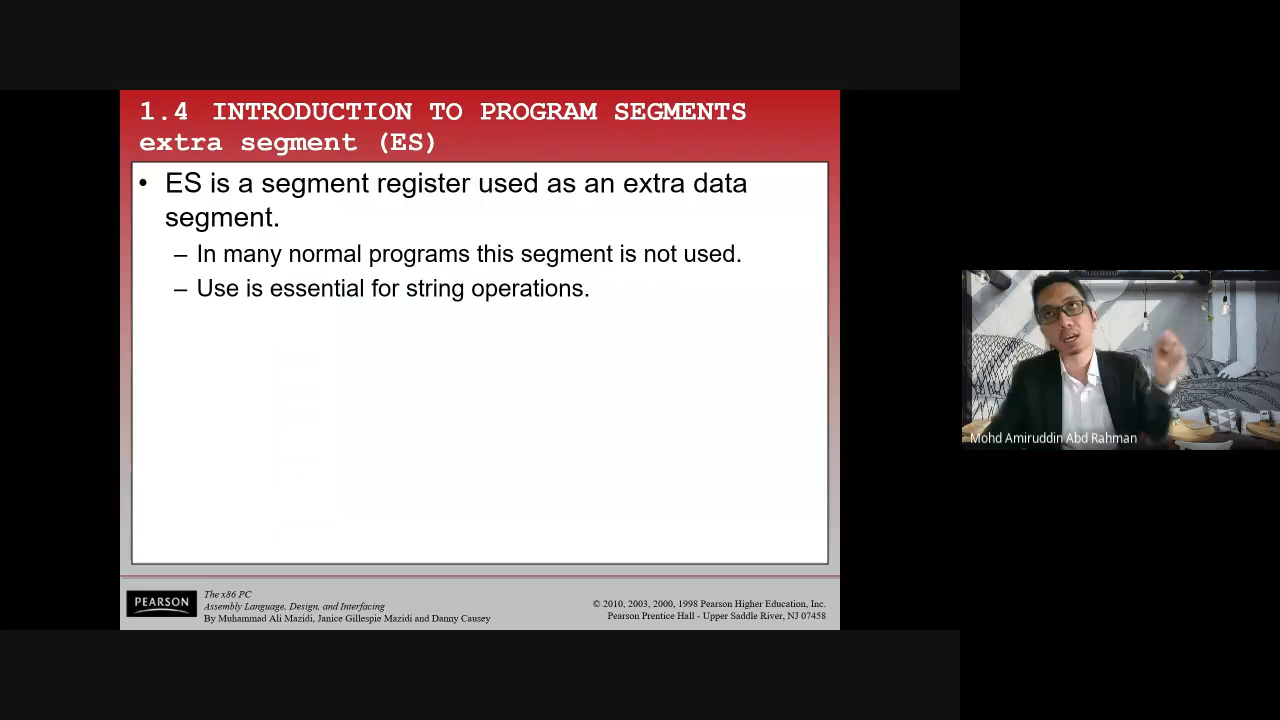 1.4 INTRODUCTION TO PROGRAM SEGMENTS
extra segment (ES)
• ES is a segment register used as an extra data
segment.
– In many normal programs this segment is not used.
– Use is essential for string operations.
Mohd Amiruddin Abd Rahman
PEARSON
The x86 PC
Assembly Language, Design, and Interfacing
By Muhammad Ali Mazidi, Janice Gillespie Mazidi and Danny Causey
© 2010, 2003, 2000, 1998 Pearson Higher Education, Inc.
Pearson Prentice Hall - Upper Saddle River, NJ 07458